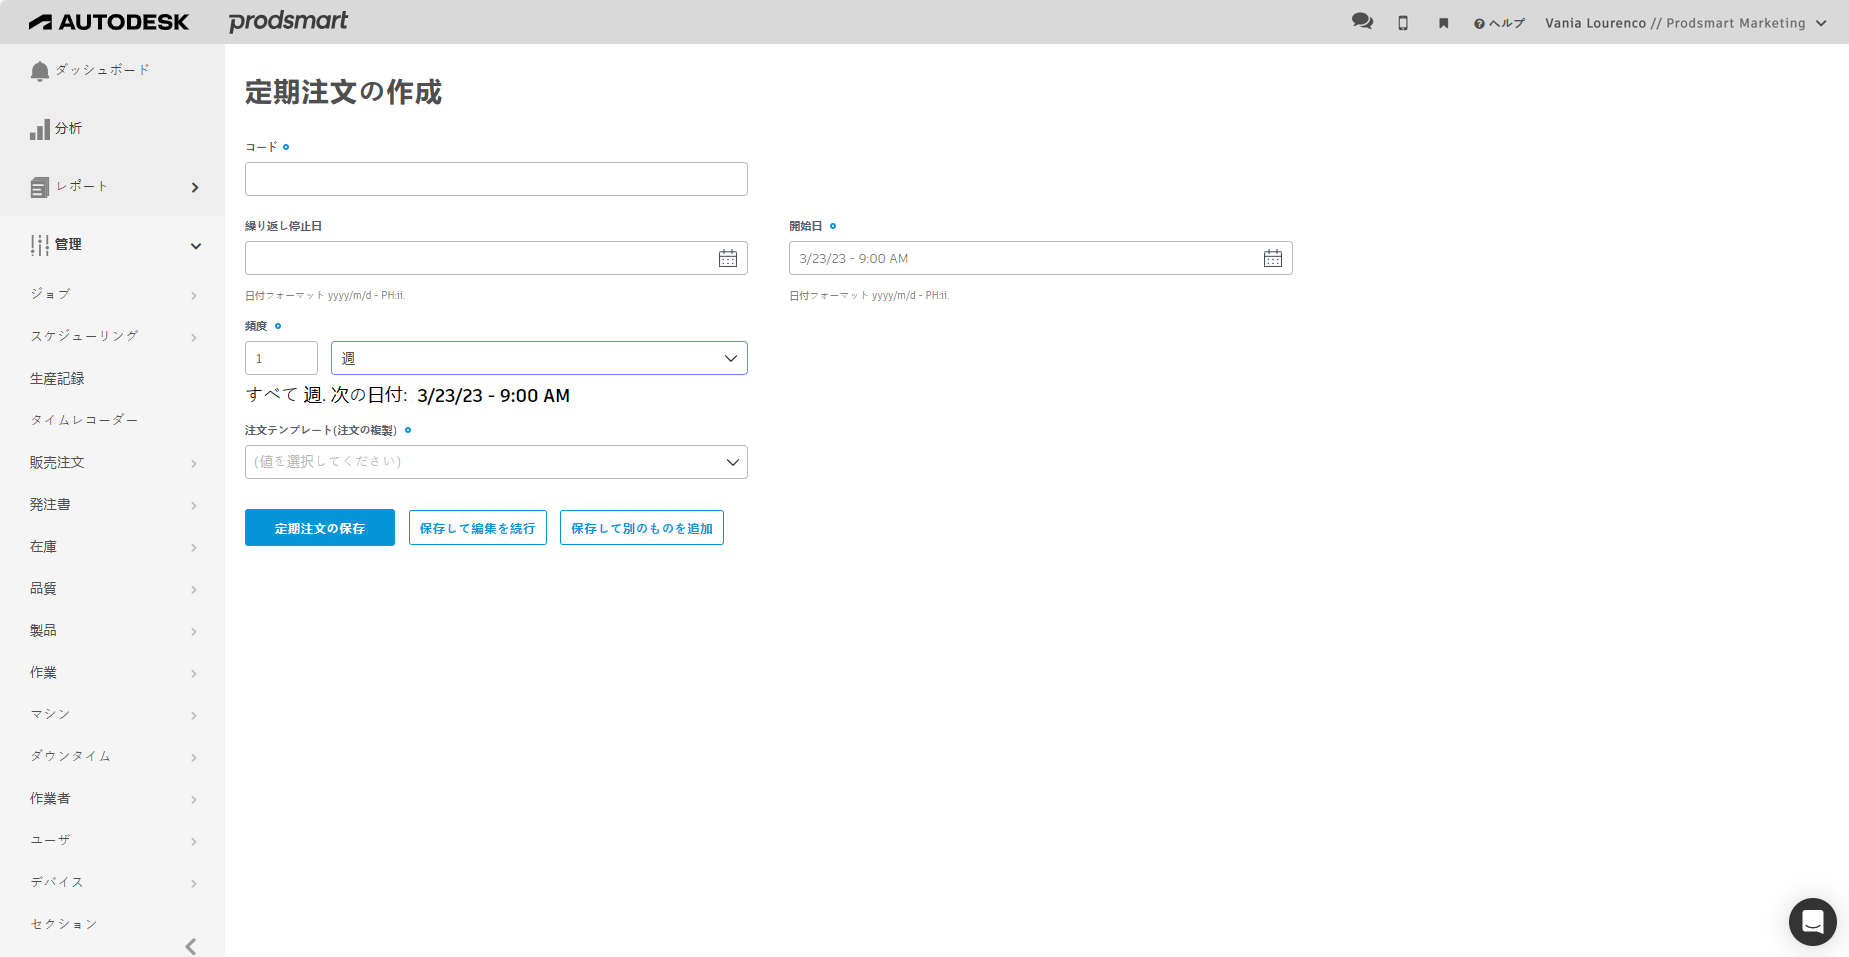 AUTODESK prodsmart ヘルプ Vania Lourenco // Prodsmart Marketing
ダッシュボード
分析
レポート
管理
ジョブ
スケジューリング
生産記録
タイムレコーダー
販売注文
発注書
在庫
品質
製品
作業
マシン
ダウンタイム
作業者
ユーザ
デバイス
セクション
定期注文の作成
コード
繰り返し停止日 開始日
3/23/23 - 9:00 AM
日付フォーマット yyyy/m/d - PH:ii. 日付フォーマット yyyy/m/d - PH:ii.
頻度
1 週
すべて 週. 次の日付: 3/23/23 - 9:00 AM
注文テンプレート(注文の複製)
(値を選択してください)
定期注文の保存 保存して編集を続行 保存して別のものを追加